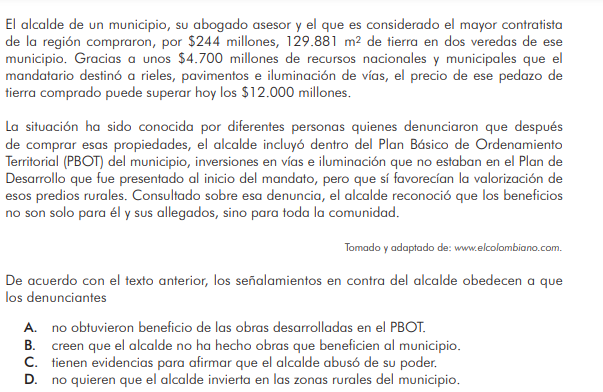 El alcalde de un municipio, su abogado asesor y el que es considerado el mayor contratista
de la región compraron, por $244 millones, 129.881 m² de tierra en dos veredas de ese
municipio. Gracias a unos $4.700 millones de recursos nacionales y municipales que el
mandatario destinó a rieles, pavimentos e iluminación de vías, el precio de ese pedazo de
tierra comprado puede superar hoy los $12.000 millones.
La situación ha sido conocida por diferentes personas quienes denunciaron que después
de comprar esas propiedades, el alcalde incluyó dentro del Plan Básico de Ordenamiento
Territorial (PBOT) del municipio, inversiones en vías e iluminación que no estaban en el Plan de
Desarrollo que fue presentado al inicio del mandato, pero que sí favorecían la valorización de
esos predios rurales. Consultado sobre esa denuncia, el alcalde reconoció que los beneficios
no son solo para él y sus allegados, sino para toda la comunidad.
Tomado y adaptado de: www.elcolombiano.com.
De acuerdo con el texto anterior, los señalamientos en contra del alcalde obedecen a que
los denunciantes
A. no obtuvieron beneficio de las obras desarrolladas en el PBOT.
B. creen que el alcalde no ha hecho obras que beneficien al municipio.
C. tienen evidencias para afirmar que el alcalde abusó de su poder.
D. no quieren que el alcalde invierta en las zonas rurales del municipio.